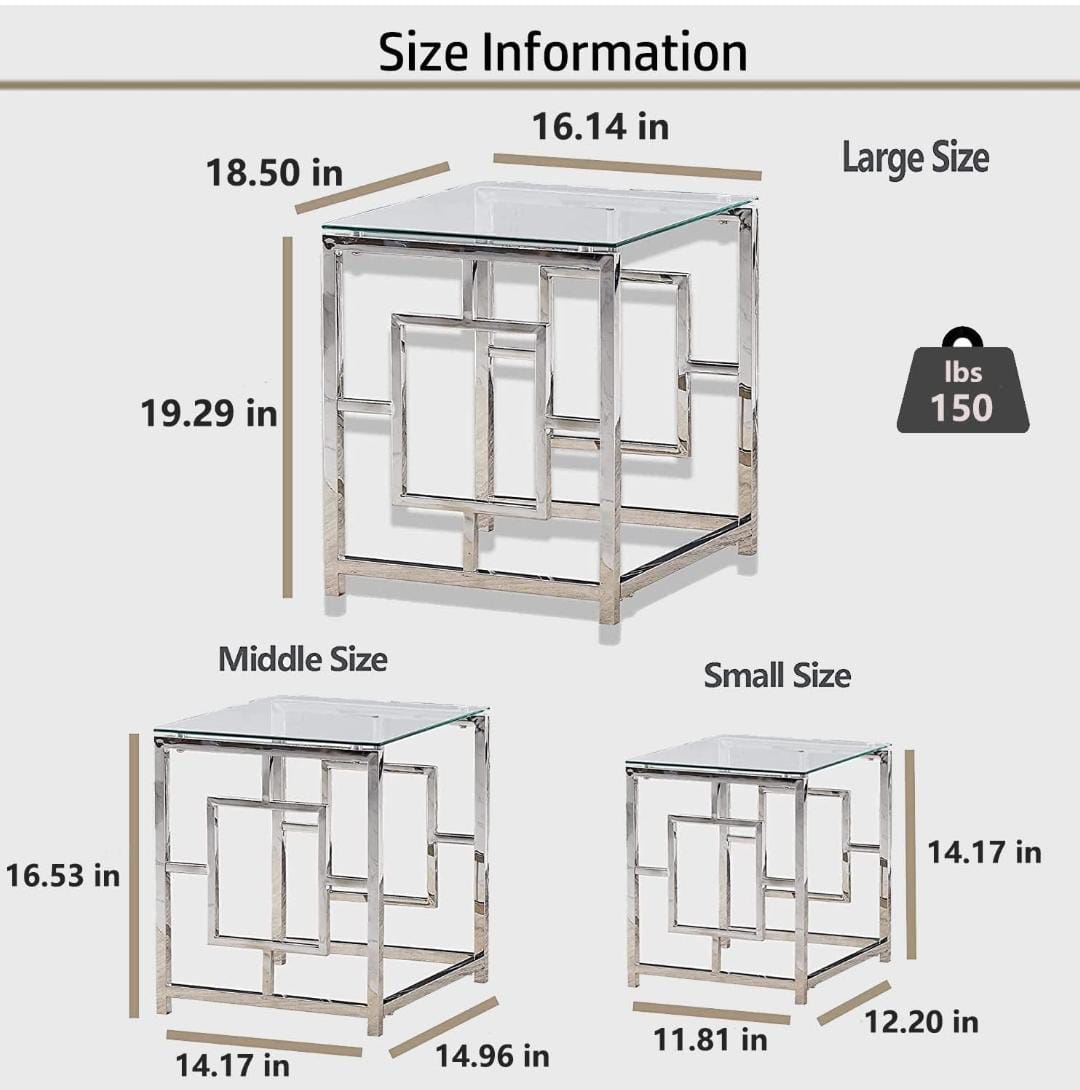 Size Information
16.14 in
18.50 in
Large Size
19.29 in
lbs
150
Middle Size
Small Size
16.53 in
14.17 in
14.17 in
14.96 in
11.81 in
12.20 in